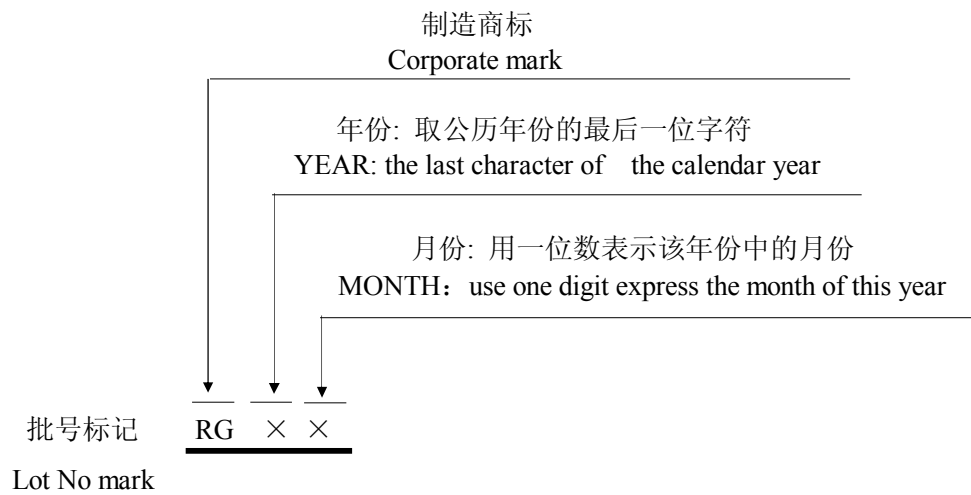 制造商标
Corporate mark
年份: 取公历年份的最后一位字符
YEAR: the last character of the calendar year
月份: 用一位数表示该年份中的月份
MONTH：use one digit express the month of this year
批号标记 RG × ×
Lot No mark